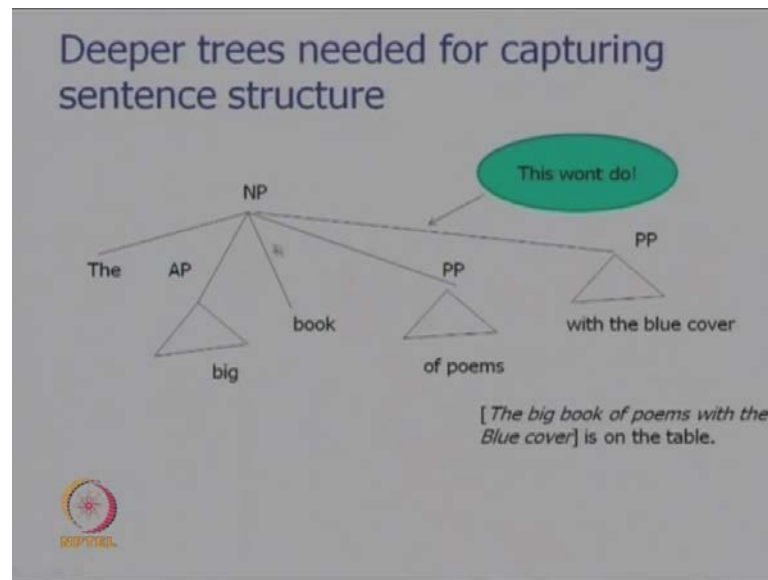 Deeper trees needed for capturing
sentence structure
This wont do!
NP
The
AP
PP
PP
book
with the blue cover
big
of poems
[The big book of poems with the
Blue cover] is on the table.
NPTEL